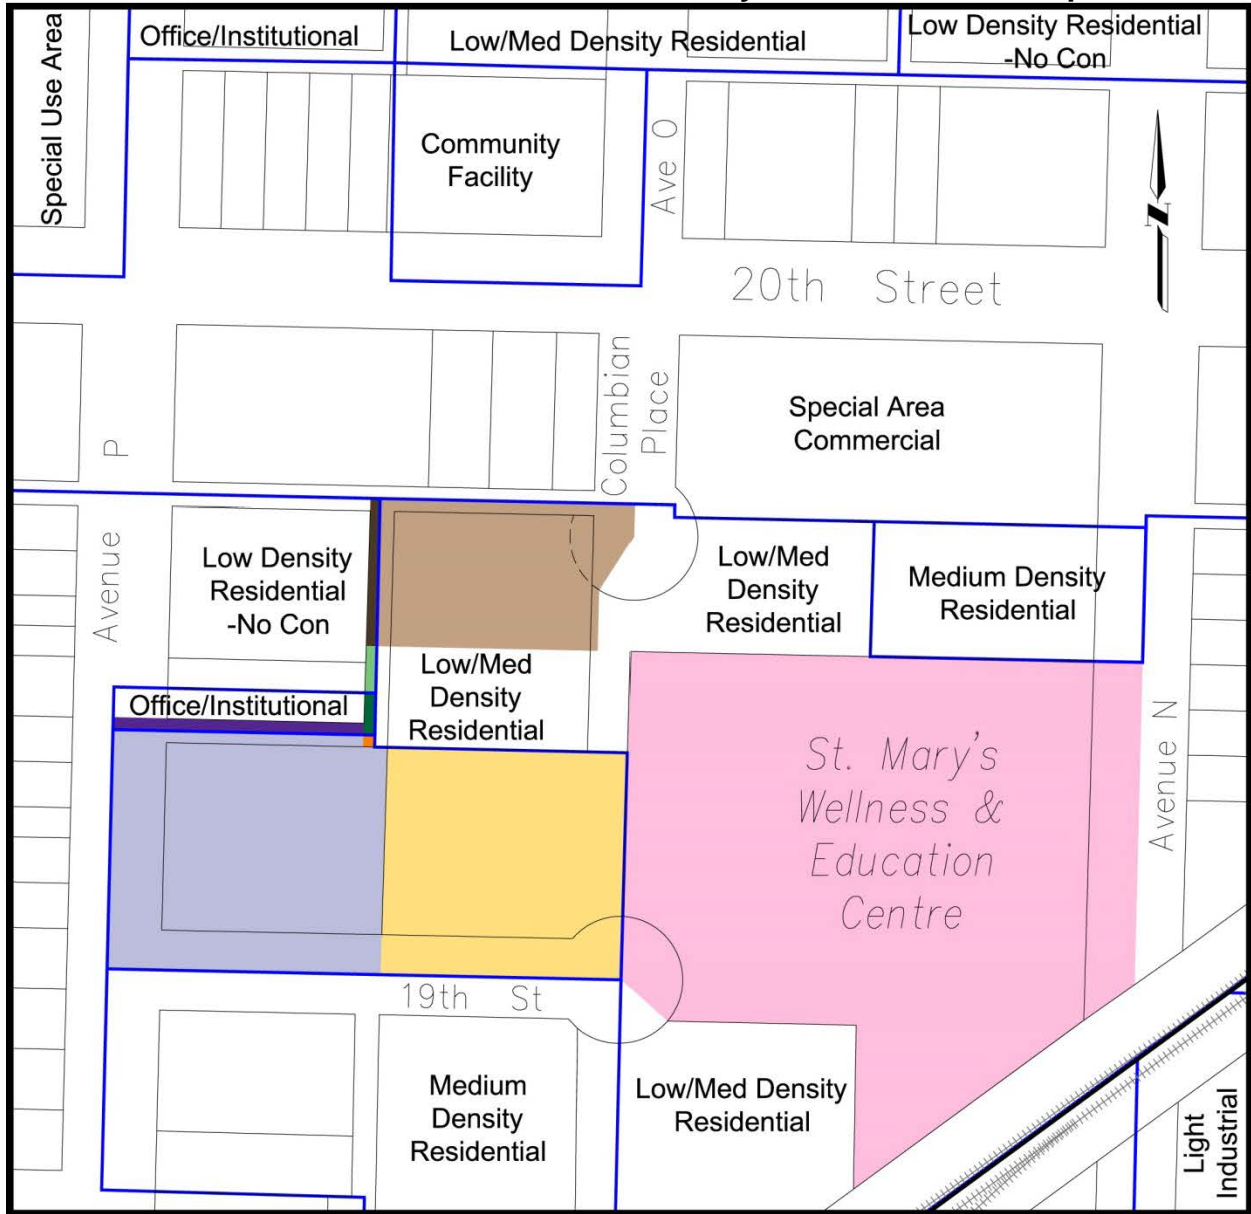 Special Use Area
Office/Institutional
Low/Med Density Residential
Low Density Residential
-No Con
Community
Facility
Ave O
N
20th Street
Columbian
Place
Special Area
Commercial
Avenue P
Low Density
Residential
-No Con
Low/Med
Density
Residential
Medium Density
Residential
Low/Med
Density
Residential
Office/Institutional
St. Mary's
Wellness &
Education
Centre
Avenue N
19th St
Medium
Density
Residential
Low/Med Density
Residential
Light
Industrial